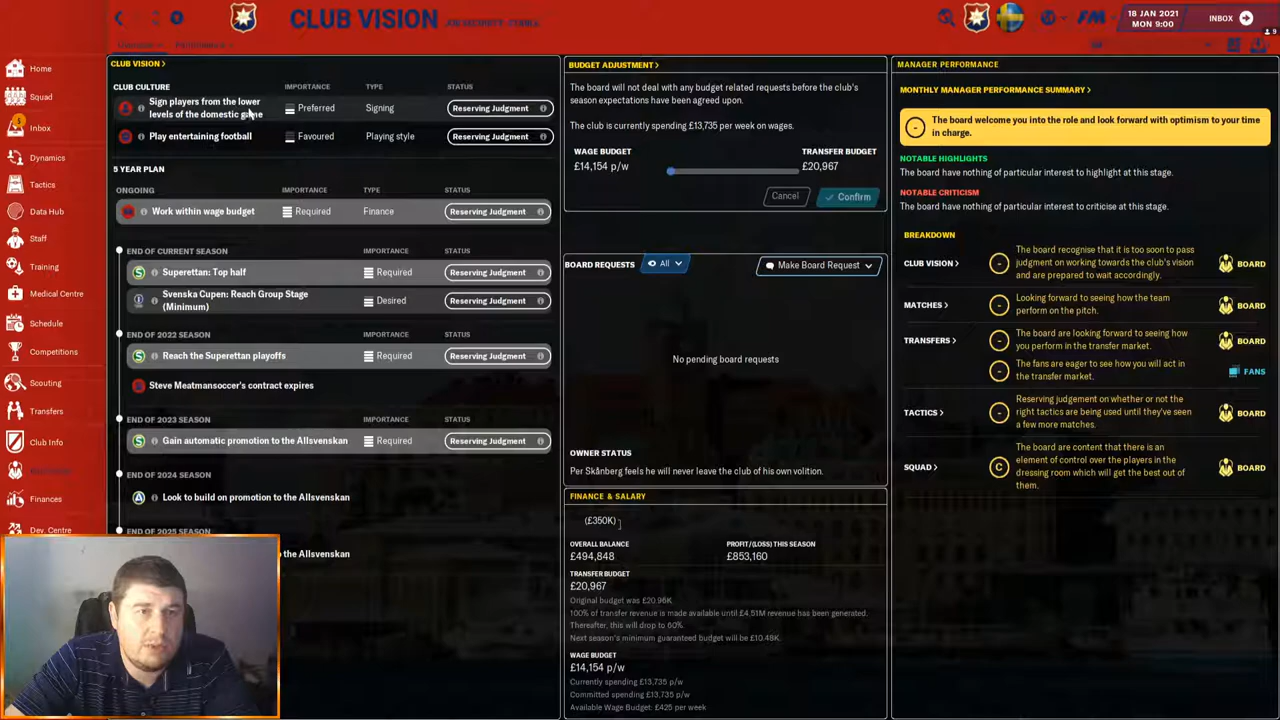 CLUB VISION
18 JAN 2021
MON 9:00
INBOX
9
Home
Squad
Inbox
Dynamics
Tactics
Data Hub
Staff
Training
Medical Centre
Schedule
Competitions
Scouting
Transfers
Club Info
Finances
Dev. Centre
CLUB VISION >
CLUB CULTURE IMPORTANCE TYPE STATUS
Sign players from the lower
levels of the domestic game
Preferred Signing Reserving Judgment
Play entertaining football Favoured Playing style Reserving Judgment
5 YEAR PLAN
ONGOING IMPORTANCE TYPE STATUS
Work within wage budget Required Finance Reserving Judgment
END OF CURRENT SEASON IMPORTANCE STATUS
Superettan: Top half Required Reserving Judgment
Svenska Cupen: Reach Group Stage
(Minimum)
Desired Reserving Judgment
END OF 2022 SEASON IMPORTANCE STATUS
Reach the Superettan playoffs Required Reserving Judgment
Steve Meatmansoccer's contract expires
END OF 2023 SEASON IMPORTANCE STATUS
Gain automatic promotion to the Allsvenskan Required Reserving Judgment
END OF 2024 SEASON
Look to build on promotion to the Allsvenskan
END OF 2025 SEASON
the Allsvenskan
BUDGET ADJUSTMENT >
The board will not deal with any budget related requests before the club's
season expectations have been agreed upon.
The club is currently spending £13,735 per week on wages.
WAGE BUDGET TRANSFER BUDGET
£14,154 p/w £20,967
Cancel Confirm
BOARD REQUESTS All Make Board Request
No pending board requests
OWNER STATUS
Per Skånberg feels he will never leave the club of his own volition.
FINANCE & SALARY
(£350K)
OVERALL BALANCE PROFIT/(LOSS) THIS SEASON
£494,848 £853,160
TRANSFER BUDGET
£20,967
Original budget was £20.96K
100% of transfer revenue is made available until £4.51M revenue has been generated.
Thereafter, this will drop to 60%.
Next season's minimum guaranteed budget will be £10.48K.
WAGE BUDGET
£14,154 p/w
Currently spending £13,735 p/w
Committed spending £13,735 p/w
Available Wage Budget: £425 per week
MANAGER PERFORMANCE
MONTHLY MANAGER PERFORMANCE SUMMARY >
The board welcome you into the role and look forward with optimism to your time
in charge.
NOTABLE HIGHLIGHTS
The board have nothing of particular interest to highlight at this stage.
NOTABLE CRITICISM
The board have nothing of particular interest to criticise at this stage.
BREAKDOWN
CLUB VISION >
The board recognise that it is too soon to pass
judgment on working towards the club's vision
and are prepared to wait accordingly.
BOARD
MATCHES >
Looking forward to seeing how the team
perform on the pitch.
BOARD
TRANSFERS >
The board are looking forward to seeing how
you perform in the transfer market.
BOARD
The fans are eager to see how you will act in
the transfer market.
FANS
TACTICS >
Reserving judgement on whether or not the
right tactics are being used until they've seen
a few more matches.
BOARD
SQUAD >
C
The board are content that there is an
element of control over the players in the
dressing room which will get the best out of
them.
BOARD